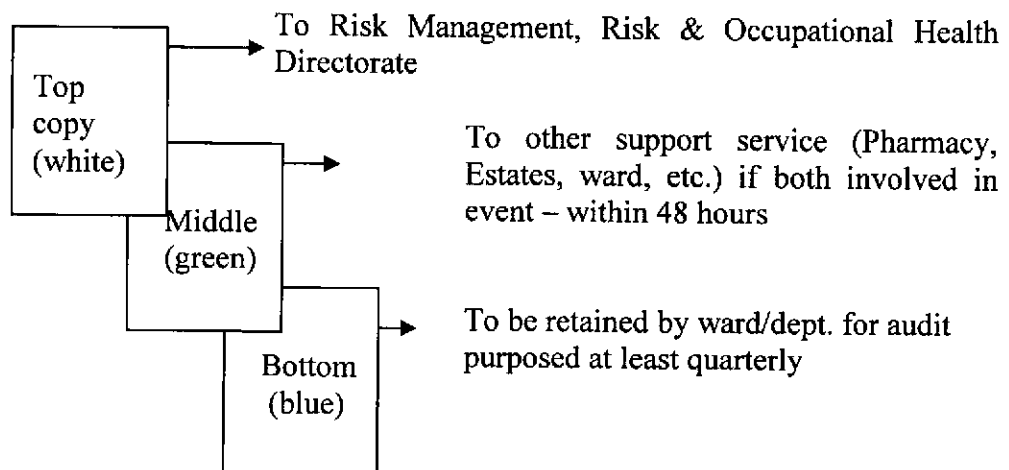 To Risk Management, Risk & Occupational Health
Directorate
Top
copy
(white)
To other support service (Pharmacy,
Estates, ward, etc.) if both involved in
event – within 48 hours
Middle
(green)
To be retained by ward/dept. for audit
purposed at least quarterly
Bottom
(blue)